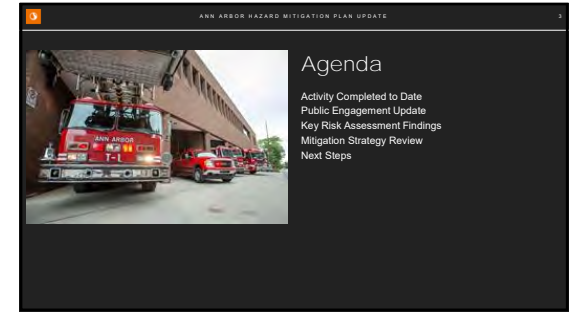 ANN ARBOR HAZARD MITIGATION PLAN UPDATE
3
ANN ARBOR
T-1
Agenda
Activity Completed to Date
Public Engagement Update
Key Risk Assessment Findings
Mitigation Strategy Review
Next Steps